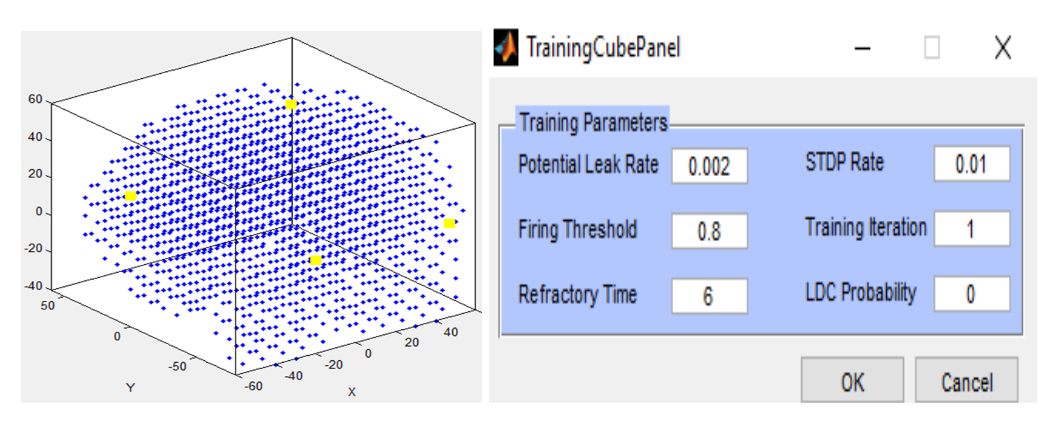 60
40
20
0
-20
-40
50
0
-50
Y
-60
-40
-20
0
20
40
X
TrainingCubePanel
Training Parameters
Potential Leak Rate 0.002 STDP Rate 0.01
Firing Threshold 0.8 Training Iteration 1
Refractory Time 6 LDC Probability 0
OK Cancel